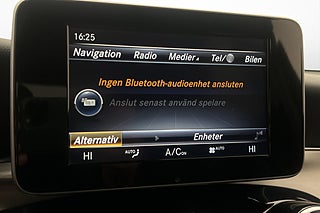 16:25
Navigation Radio Medier Tel/ Bilen
Ingen Bluetooth-audioenhet ansluten
Anslut senast använd spelare
Alternativ Enheter
HI AUTO A/C ON AUTO HI